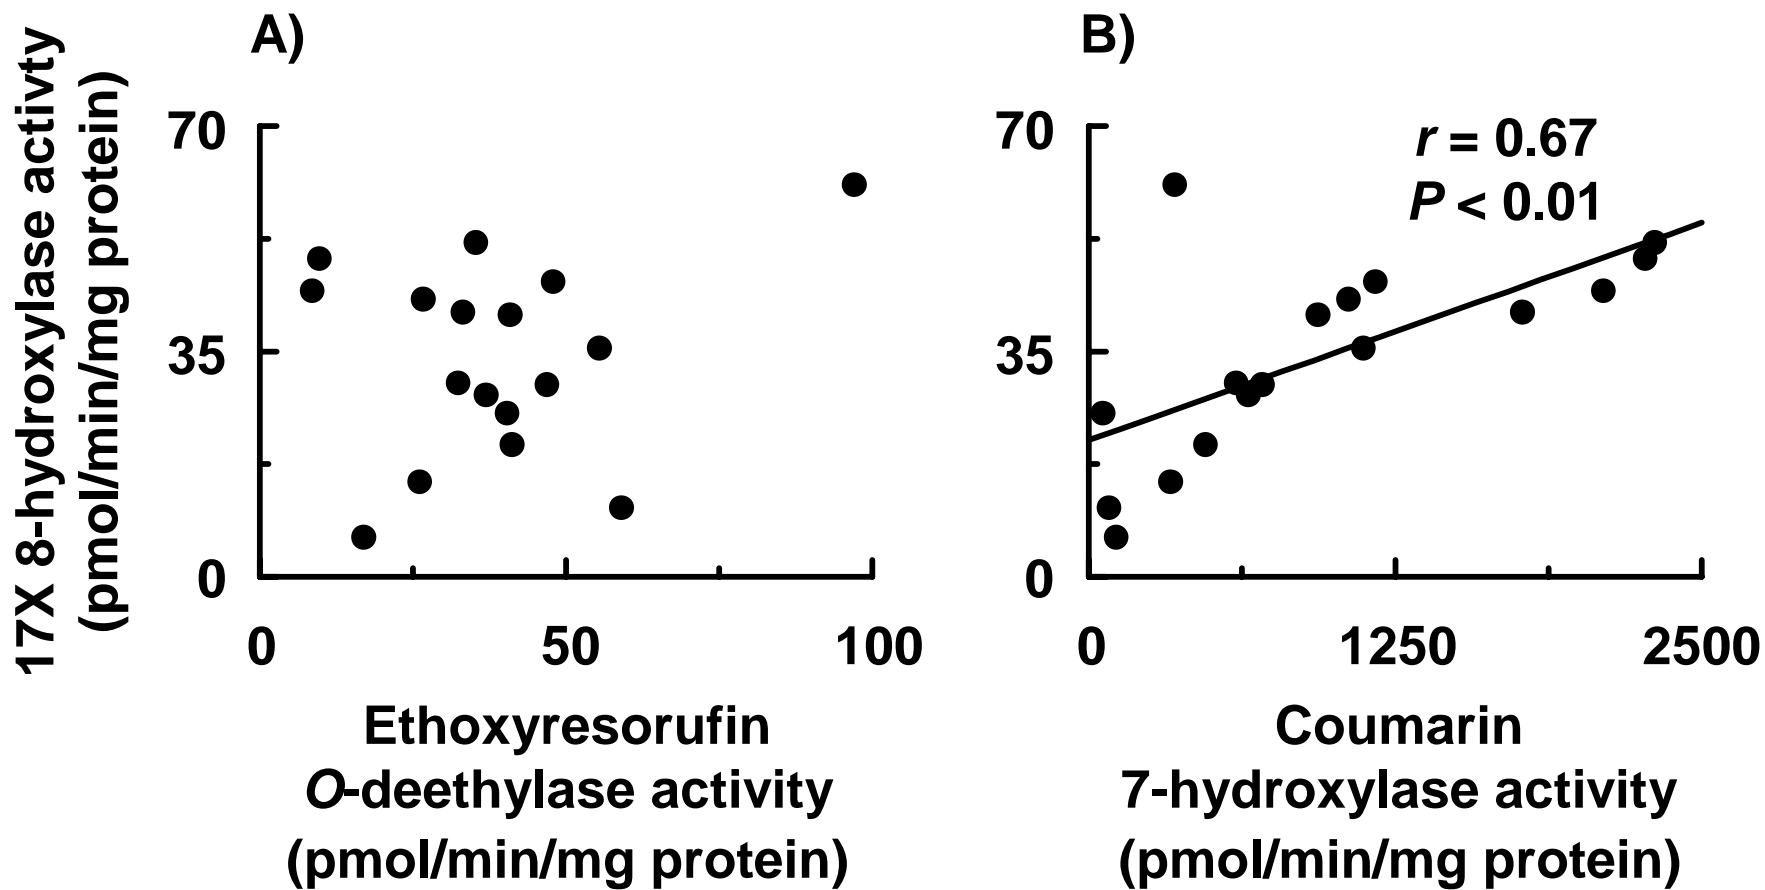 A)
17X 8-hydroxylase activty
(pmol/min/mg protein)
70
35
0
0 50 100
Ethoxyresorufin
O-deethylase activity
(pmol/min/mg protein)
B)
r = 0.67
P < 0.01
70
35
0
0 1250 2500
Coumarin
7-hydroxylase activity
(pmol/min/mg protein)